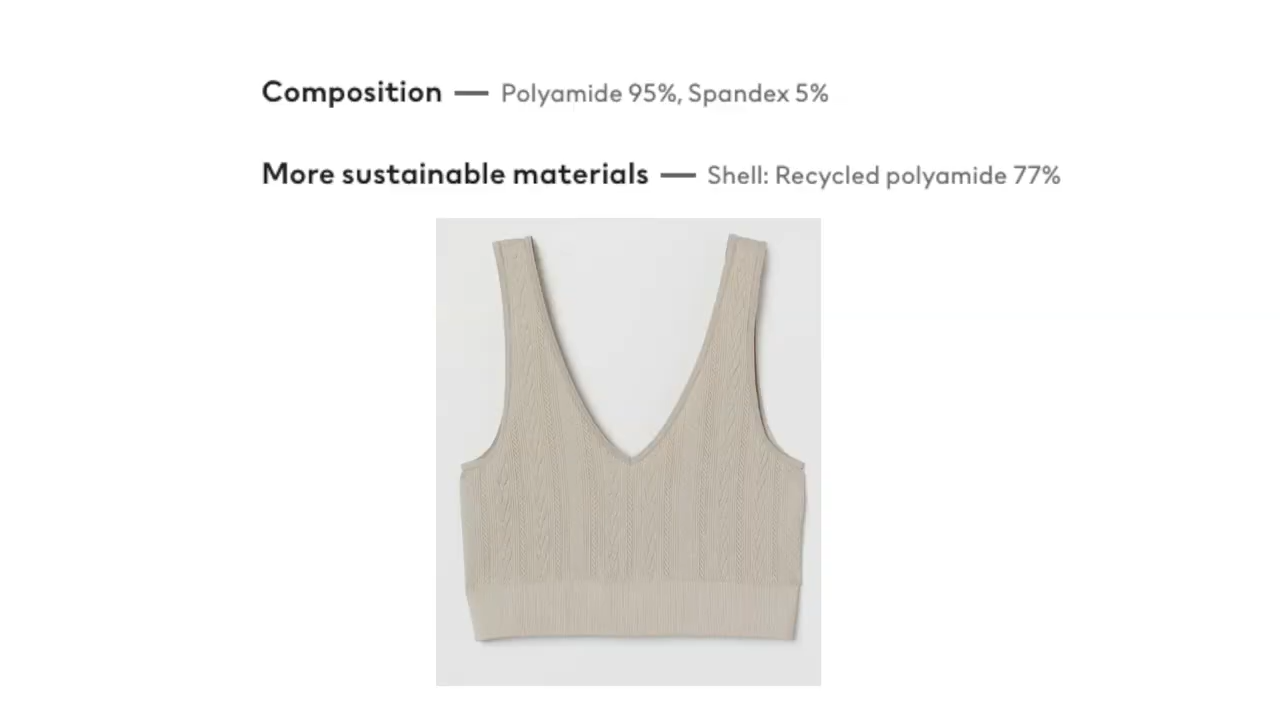 Composition — Polyamide 95%, Spandex 5%
More sustainable materials — Shell: Recycled polyamide 77%